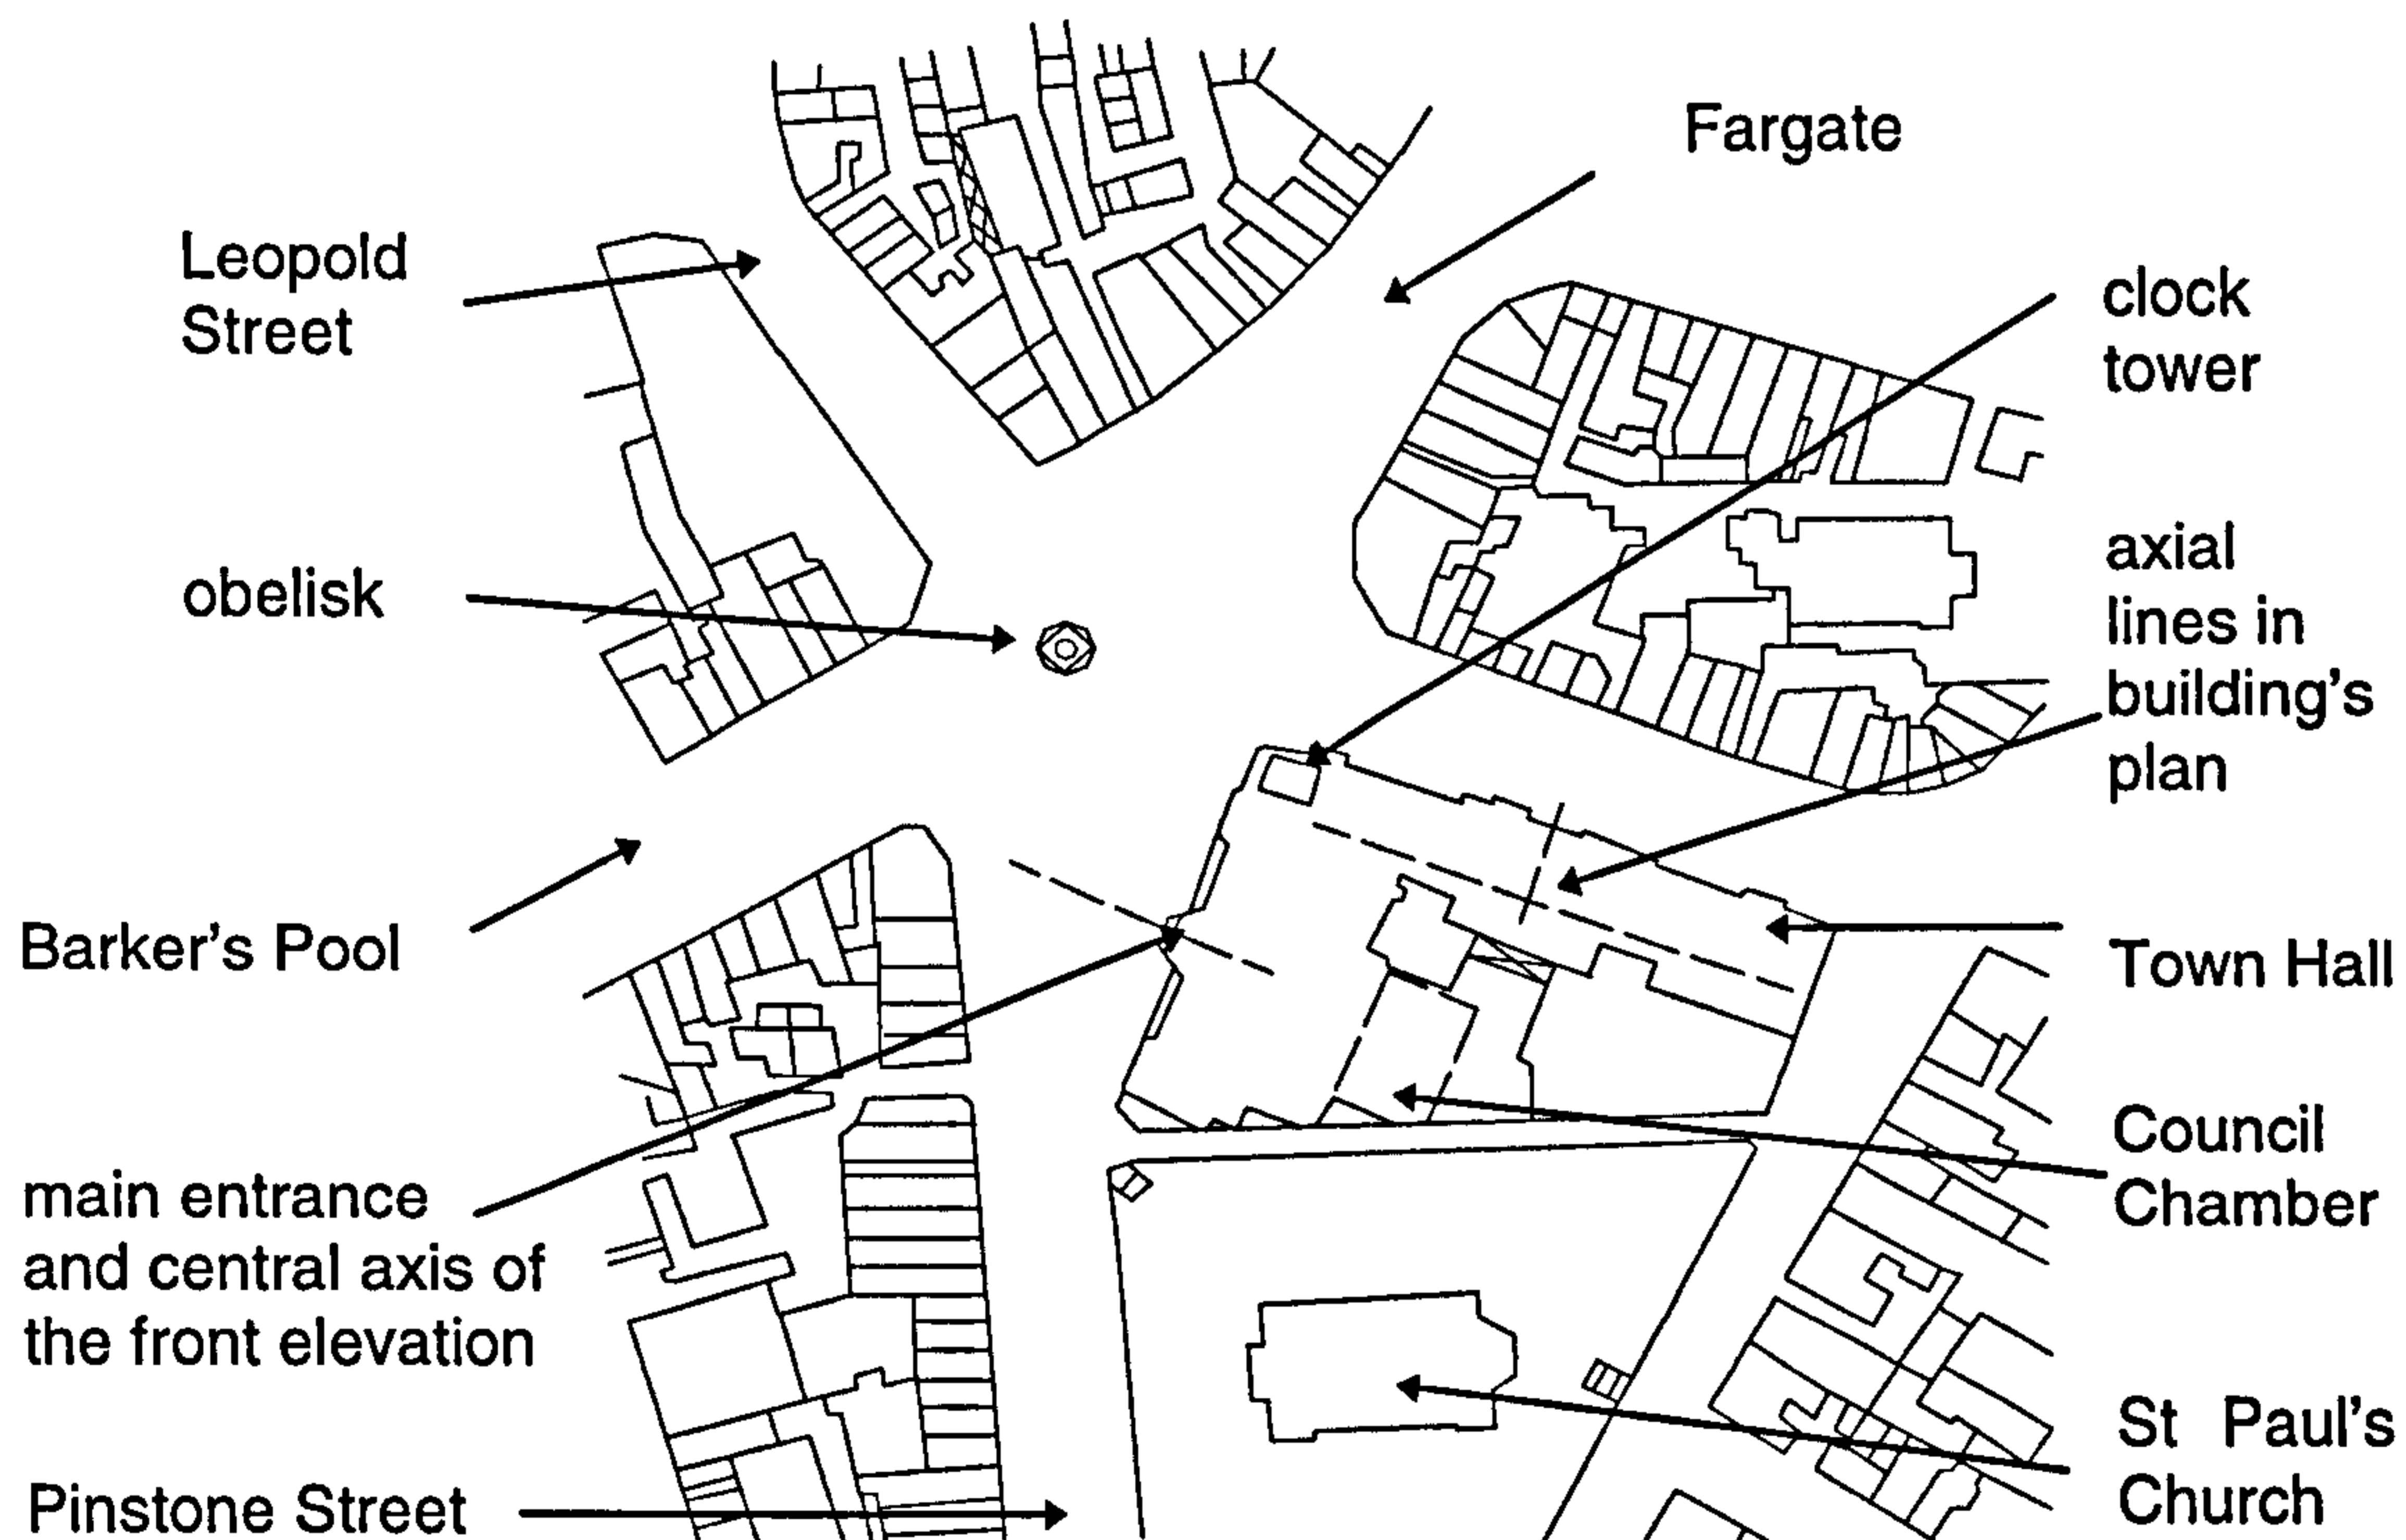 Fargate
Leopold
Street
clock
tower
obelisk
axial
lines in
building's
plan
Barker's Pool
Town Hall
main entrance
and central axis of
the front elevation
Council
Chamber
St Paul's
Church
Pinstone Street